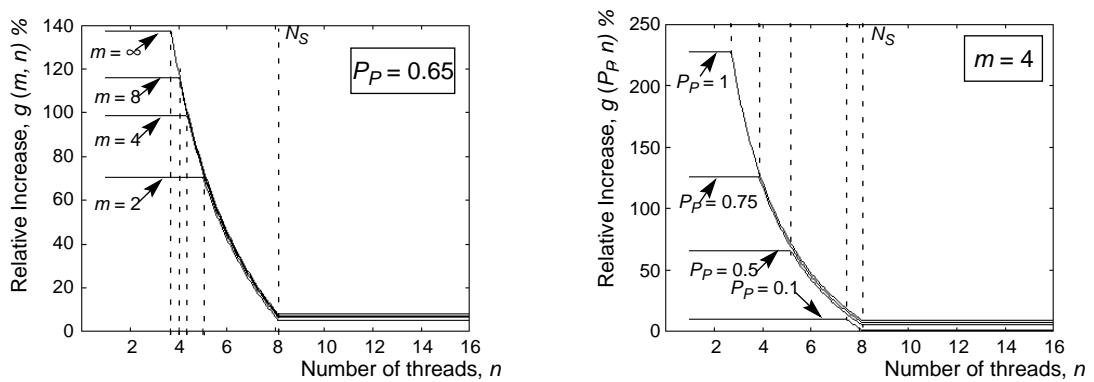 Relative Increase, g (m, n) %
140
120
100
80
60
40
20
0
m = ∞
m = 8
m = 4
m = 2
N_S
P_P = 0.65
2 4 6 8 10 12 14 16
Number of threads, n
Relative Increase, g (P_P, n) %
250
200
150
100
50
0
P_P = 1
P_P = 0.75
P_P = 0.5
P_P = 0.1
N_S
m = 4
2 4 6 8 10 12 14 16
Number of threads, n